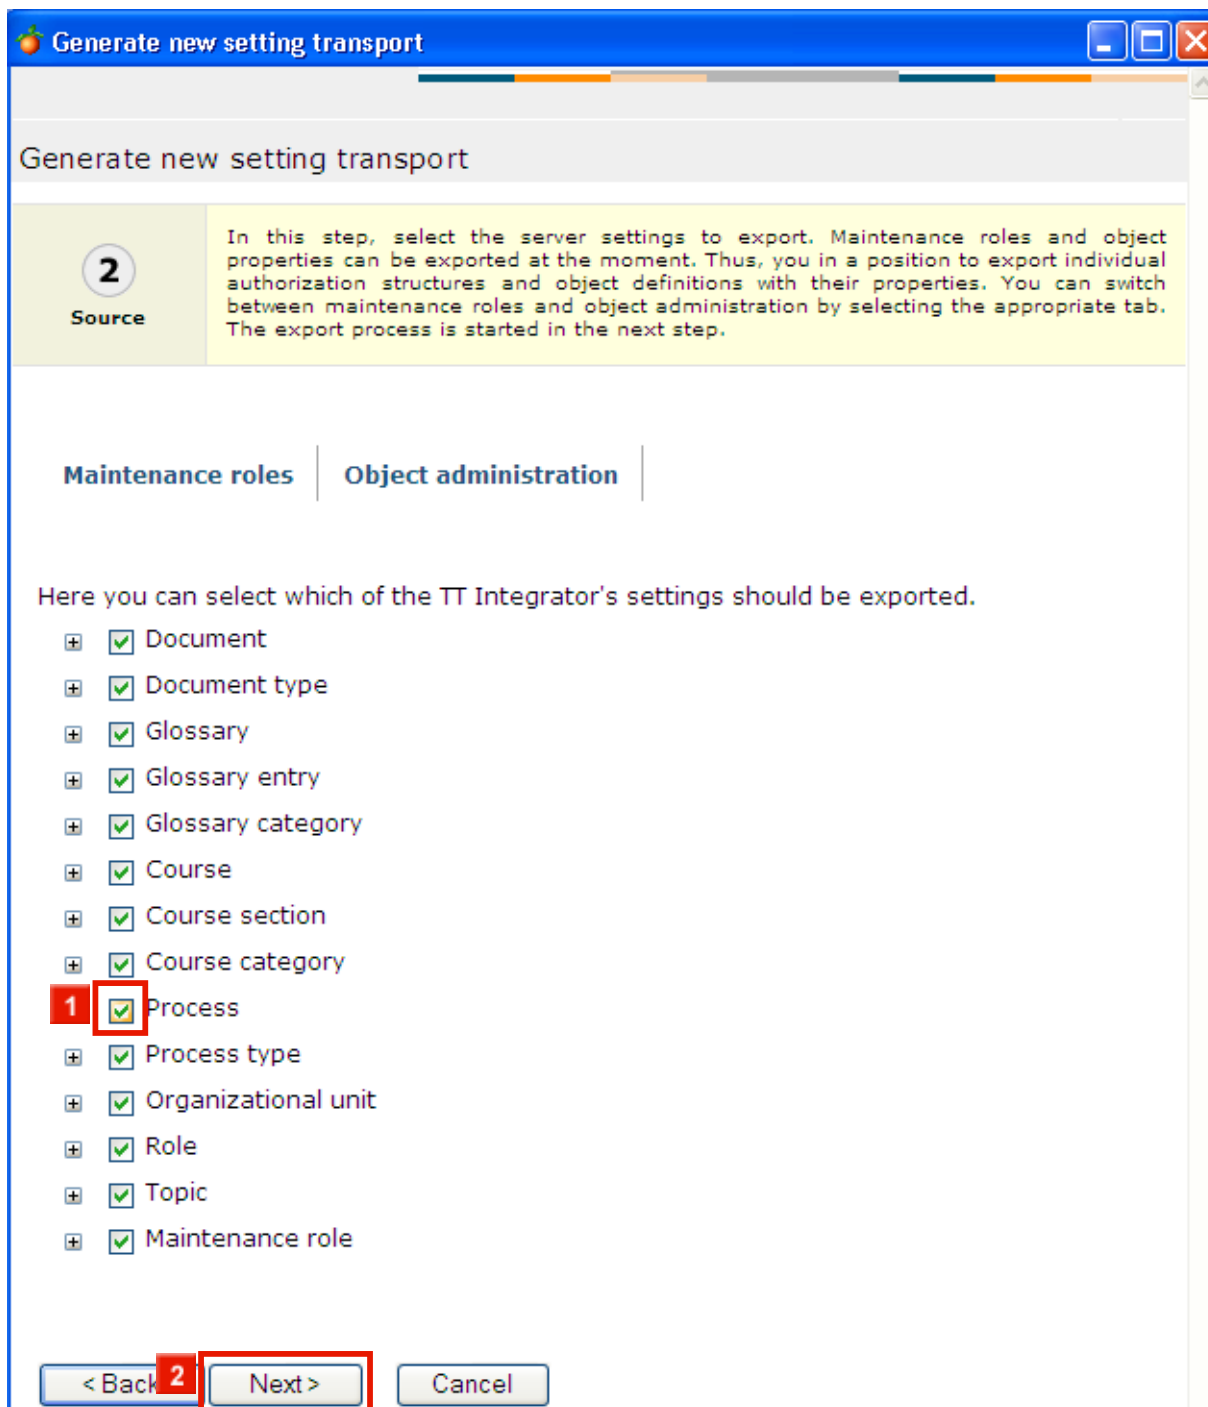 Generate new setting transport
Generate new setting transport
2
Source
In this step, select the server settings to export. Maintenance roles and object
properties can be exported at the moment. Thus, you in a position to export individual
authorization structures and object definitions with their properties. You can switch
between maintenance roles and object administration by selecting the appropriate tab.
The export process is started in the next step.
Maintenance roles
Object administration
Here you can select which of the TT Integrator's settings should be exported.
Document
Document type
Glossary
Glossary entry
Glossary category
Course
Course section
Course category
1 Process
Process type
Organizational unit
Role
Topic
Maintenance role
< Back 2 Next > Cancel